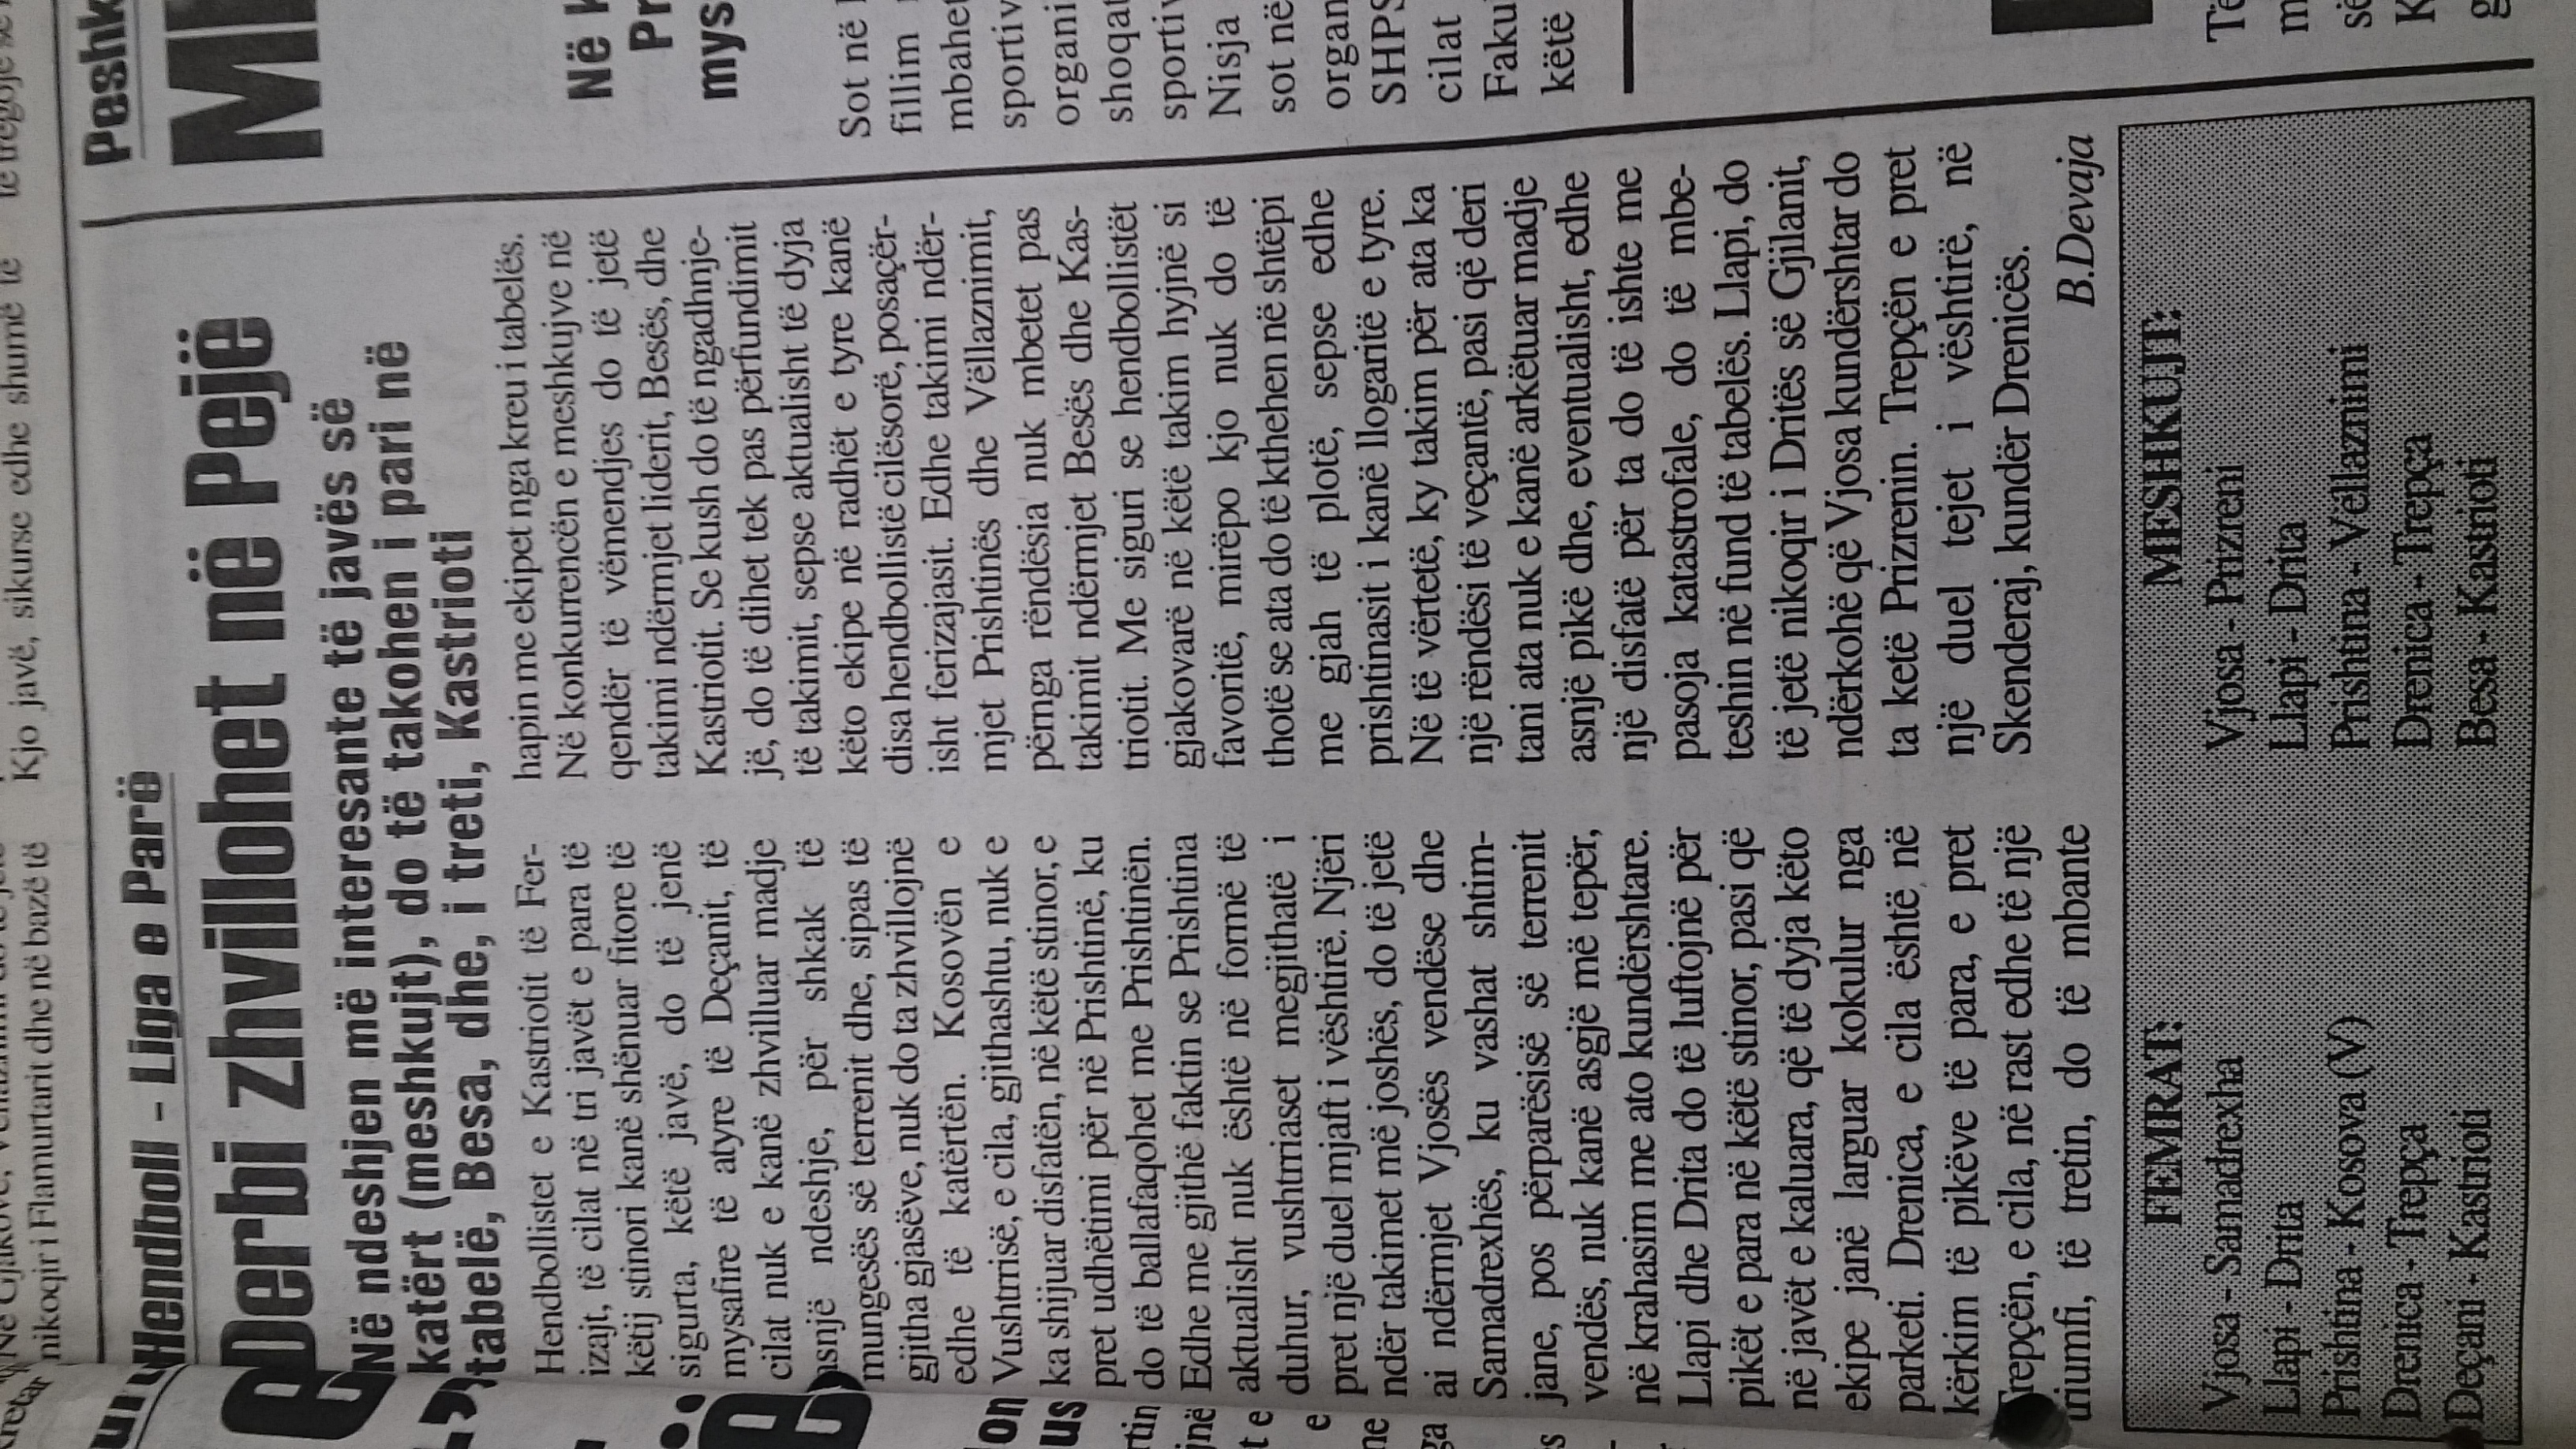 te tregoje se
Kjo javë, sikurse edhe shumë të
nikoqir i Flamurtarit dhe në bazë të
Hendboll - Liga e Parë
Derbi zhvillohet në Pejë
Në ndeshjen më interesante të javës së
katërt (meshkujt), do të takohen i pari në
tabelë, Besa, dhe, i treti, Kastrioti
Hendbollistet e Kastriotit të Fer-
izajt, të cilat në tri javët e para të
këtij stinori kanë shënuar fitore të
sigurta, këtë javë, do të jenë
mysafire të atyre të Deçanit, të
cilat nuk e kanë zhvilluar madje
asnjë ndeshje, për shkak të
mungesës së terrenit dhe, sipas të
gjitha gjasëve, nuk do ta zhvillojnë
edhe të katërtën. Kosovën e
Vushtrrisë, e cila, gjithashtu, nuk e
ka shijuar disfatën, në këtë stinor, e
pret udhëtimi për në Prishtinë, ku
do të ballafaqohet me Prishtinën.
Edhe me gjithë faktin se Prishtina
aktualisht nuk është në formë të
duhur, vushtrriaset megjithatë i
pret një duel mjaft i vështirë. Njëri
ndër takimet më joshës, do të jetë
ai ndërmjet Vjosës vendëse dhe
Samadrexhës, ku vashat shtim-
jane, pos përparësisë së terrenit
vendës, nuk kanë asgjë më tepër,
në krahasim me ato kundërshtare.
Llapi dhe Drita do të luftojnë për
pikët e para në këtë stinor, pasi që
në javët e kaluara, që të dyja këto
ekipe janë larguar kokulur nga
parketi. Drenica, e cila është në
kërkim të pikëve të para, e pret
Trepçën, e cila, në rast edhe të një
triumfi, të tretin, do të mbante
hapin me ekipet nga kreu i tabelës.
Në konkurrencën e meshkujve në
qendër të vëmendjes do të jetë
takimi ndërmjet liderit, Besës, dhe
Kastriotit. Se kush do të ngadhnje-
jë, do të dihet tek pas përfundimit
të takimit, sepse aktualisht të dyja
këto ekipe në radhët e tyre kanë
disa hendbollistë cilësorë, posaçër-
isht ferizajasit. Edhe takimi ndër-
mjet Prishtinës dhe Vëllaznimit,
përnga rëndësia nuk mbetet pas
takimit ndërmjet Besës dhe Kas-
triotit. Me siguri se hendbollistët
gjakovarë në këtë takim hyjnë si
favoritë, mirëpo kjo nuk do të
thotë se ata do të kthehen në shtëpi
me gjah të plotë, sepse edhe
prishtinasit i kanë llogaritë e tyre.
Në të vërtetë, ky takim për ata ka
një rëndësi të veçantë, pasi që deri
tani ata nuk e kanë arkëtuar madje
asnjë pikë dhe, eventualisht, edhe
një disfatë për ta do të ishte me
pasoja katastrofale, do të mbe-
teshin në fund të tabelës. Llapi, do
të jetë nikoqir i Dritës së Gjilanit,
ndërkohë që Vjosa kundërshtar do
ta ketë Prizrenin. Trepçën e pret
një duel tejet i vështirë, në
Skenderaj, kundër Drenicës.
B.Devaja
FEMRAT:
Vjosa - Samadrexha
Llapi - Drita
Prishtina - Kosova (V)
Drenica - Trepça
Deçani - Kastrioti
MESHKUJT:
Vjosa - Prizreni
Llapi - Drita
Prishtina - Vëllaznimi
Drenica - Trepça
Besa - Kastrioti
Peshk
Në
Pr
mys
Sot në
fillim
mbahet
sportiv
organi
shoqat
sportiv
Nisja
sot në
organ
SHPS
cilat
Faku
këtë
Të
m
së
K
g